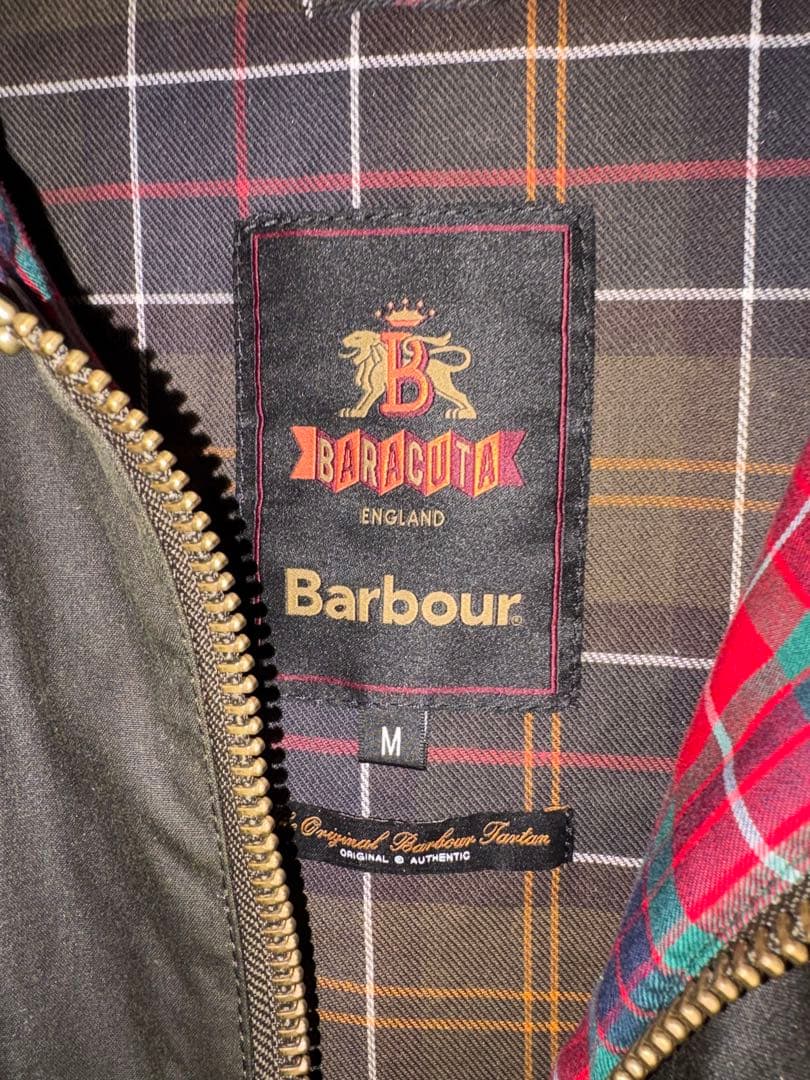 B
BARACUTA
ENGLAND
Barbour®
M
Original Barbour Tartan
ORIGINAL © AUTHENTIC